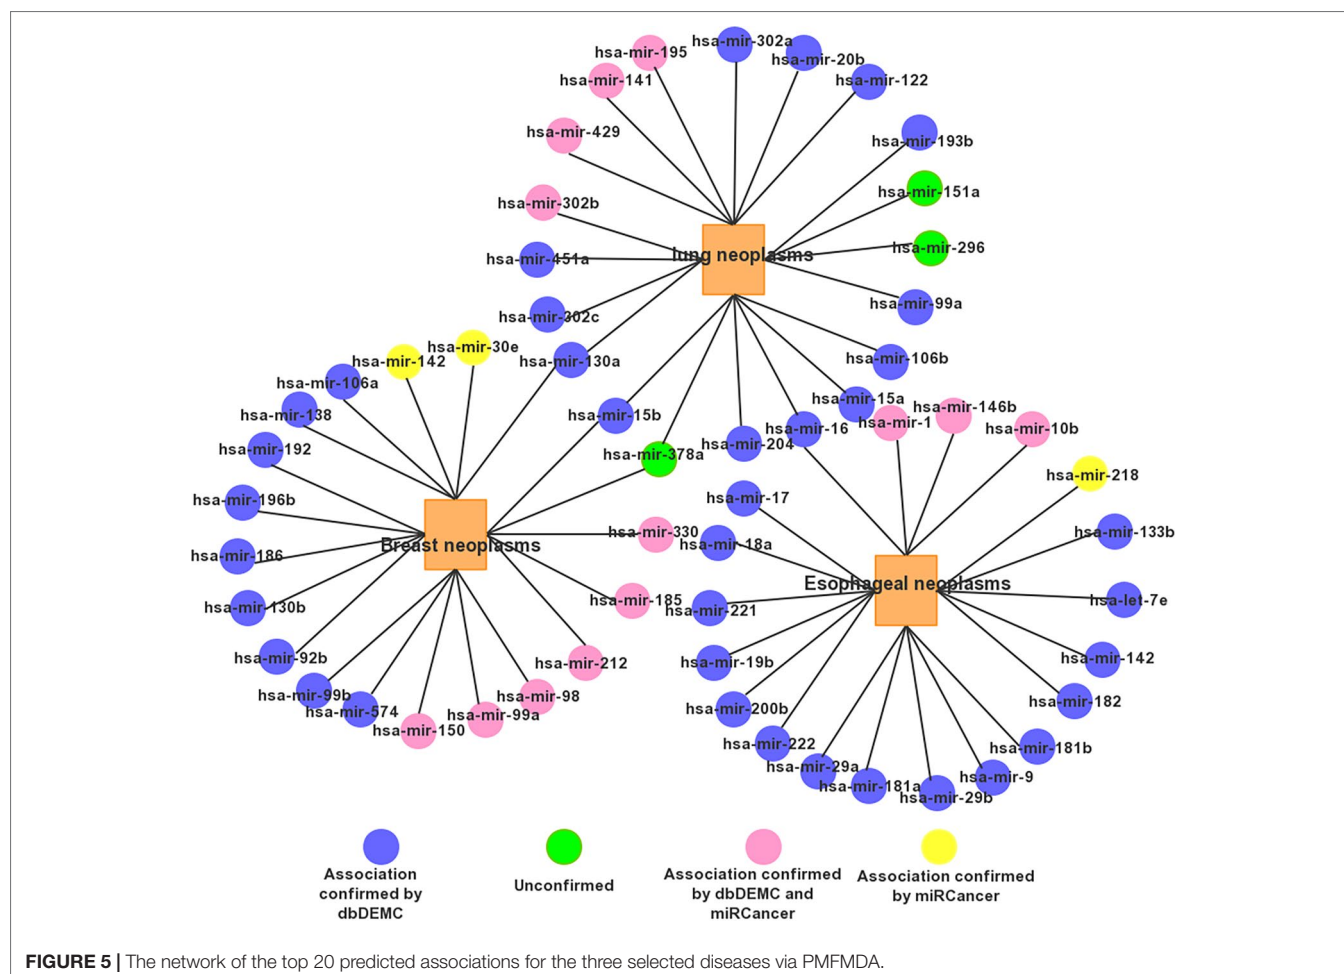 hsa-mir-195
hsa-mir-302a
hsa-mir-20b
hsa-mir-141
hsa-mir-122
hsa-mir-429
hsa-mir-193b
hsa-mir-151a
hsa-mir-302b
hsa-mir-296
lung neoplasms
hsa-mir-451a
hsa-mir-99a
hsa-mir-302c
hsa-mir-30e
hsa-mir-142
hsa-mir-130a
hsa-mir-106b
hsa-mir-106a
hsa-mir-15a
hsa-mir-146b
hsa-mir-138
hsa-mir-15b
hsa-mir-1
hsa-mir-16
hsa-mir-10b
hsa-mir-204
hsa-mir-192
hsa-mir-378a
hsa-mir-218
hsa-mir-196b
hsa-mir-17
hsa-mir-330
hsa-mir-133b
Breast neoplasms
hsa-mir-18a
hsa-mir-186
Esophageal neoplasms
hsa-mir-185
hsa-let-7e
hsa-mir-130b
hsa-mir-221
hsa-mir-92b
hsa-mir-212
hsa-mir-19b
hsa-mir-142
hsa-mir-99b
hsa-mir-98
hsa-mir-182
hsa-mir-574
hsa-mir-99a
hsa-mir-200b
hsa-mir-150
hsa-mir-222
hsa-mir-181b
hsa-mir-29a
hsa-mir-9
hsa-mir-181a
hsa-mir-29b
Association
confirmed by
dbDEMC
Unconfirmed
Association confirmed
by dbDEMC and
miRCancer
Association confirmed
by miRCancer
FIGURE 5 | The network of the top 20 predicted associations for the three selected diseases via PMFMDA.